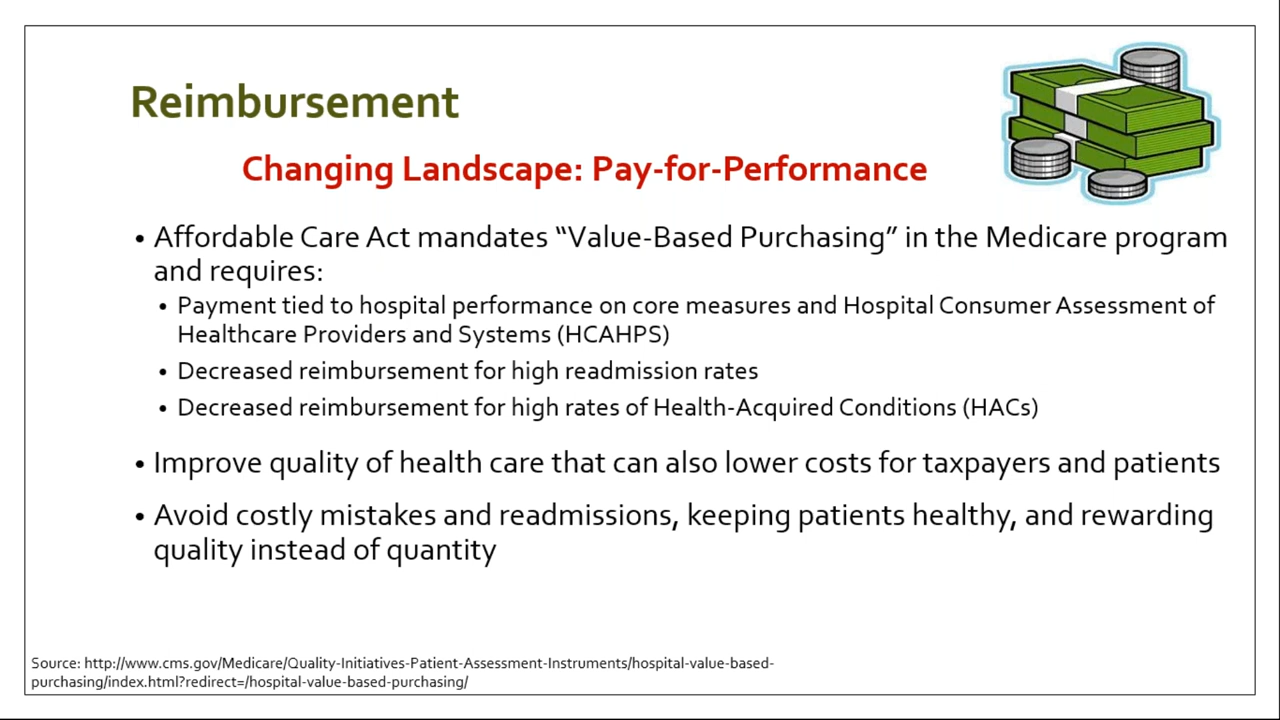 Reimbursement
Changing Landscape: Pay-for-Performance
• Affordable Care Act mandates “Value-Based Purchasing” in the Medicare program
and requires:
• Payment tied to hospital performance on core measures and Hospital Consumer Assessment of
Healthcare Providers and Systems (HCAHPS)
• Decreased reimbursement for high readmission rates
• Decreased reimbursement for high rates of Health-Acquired Conditions (HACs)
• Improve quality of health care that can also lower costs for taxpayers and patients
• Avoid costly mistakes and readmissions, keeping patients healthy, and rewarding
quality instead of quantity
Source: http://www.cms.gov/Medicare/Quality-Initiatives-Patient-Assessment-Instruments/hospital-value-based-
purchasing/index.html?redirect=/hospital-value-based-purchasing/